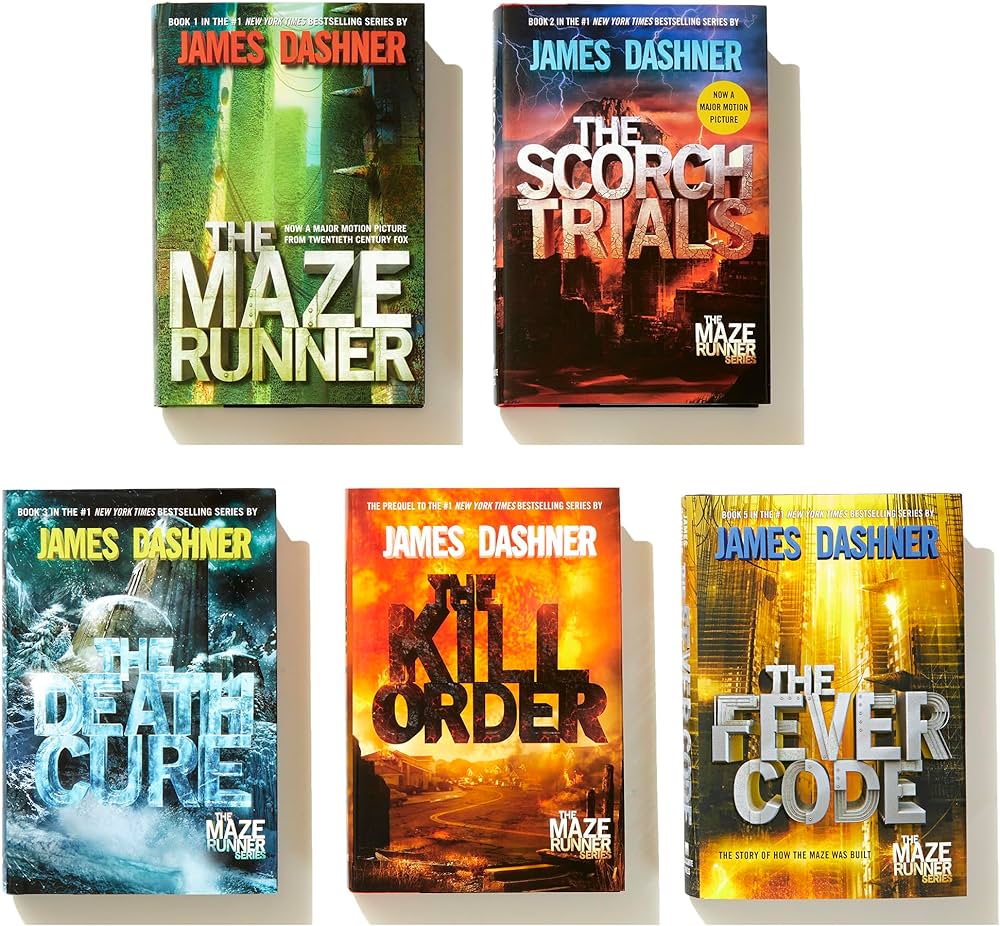 BOOK 1 IN THE #1 NEW YORK TIMES BESTSELLING SERIES BY
JAMES DASHNER
THE
NOW A MAJOR MOTION PICTURE
FROM TWENTIETH CENTURY FOX
MAZE
RUNNER
BOOK 2 IN THE #1 NEW YORK TIMES BESTSELLING SERIES BY
JAMES DASHNER
NOW A
MAJOR MOTION
PICTURE
THE
SCORCH
TRIALS
THE
MAZE
RUNNER
SERIES
BOOK 3 IN THE #1 NEW YORK TIMES BESTSELLING SERIES BY
JAMES DASHNER
THE
DEATH
CURE
THE
MAZE
RUNNER
SERIES
THE PREQUEL TO THE #1 NEW YORK TIMES BESTSELLING SERIES BY
JAMES DASHNER
THE
KILL
ORDER
THE
MAZE
RUNNER
SERIES
BOOK 5 IN THE #1 NEW YORK TIMES BESTSELLING SERIES BY
JAMES DASHNER
THE
FEVER
CODE
THE STORY OF HOW THE MAZE WAS BUILT
THE
MAZE
RUNNER
SERIES